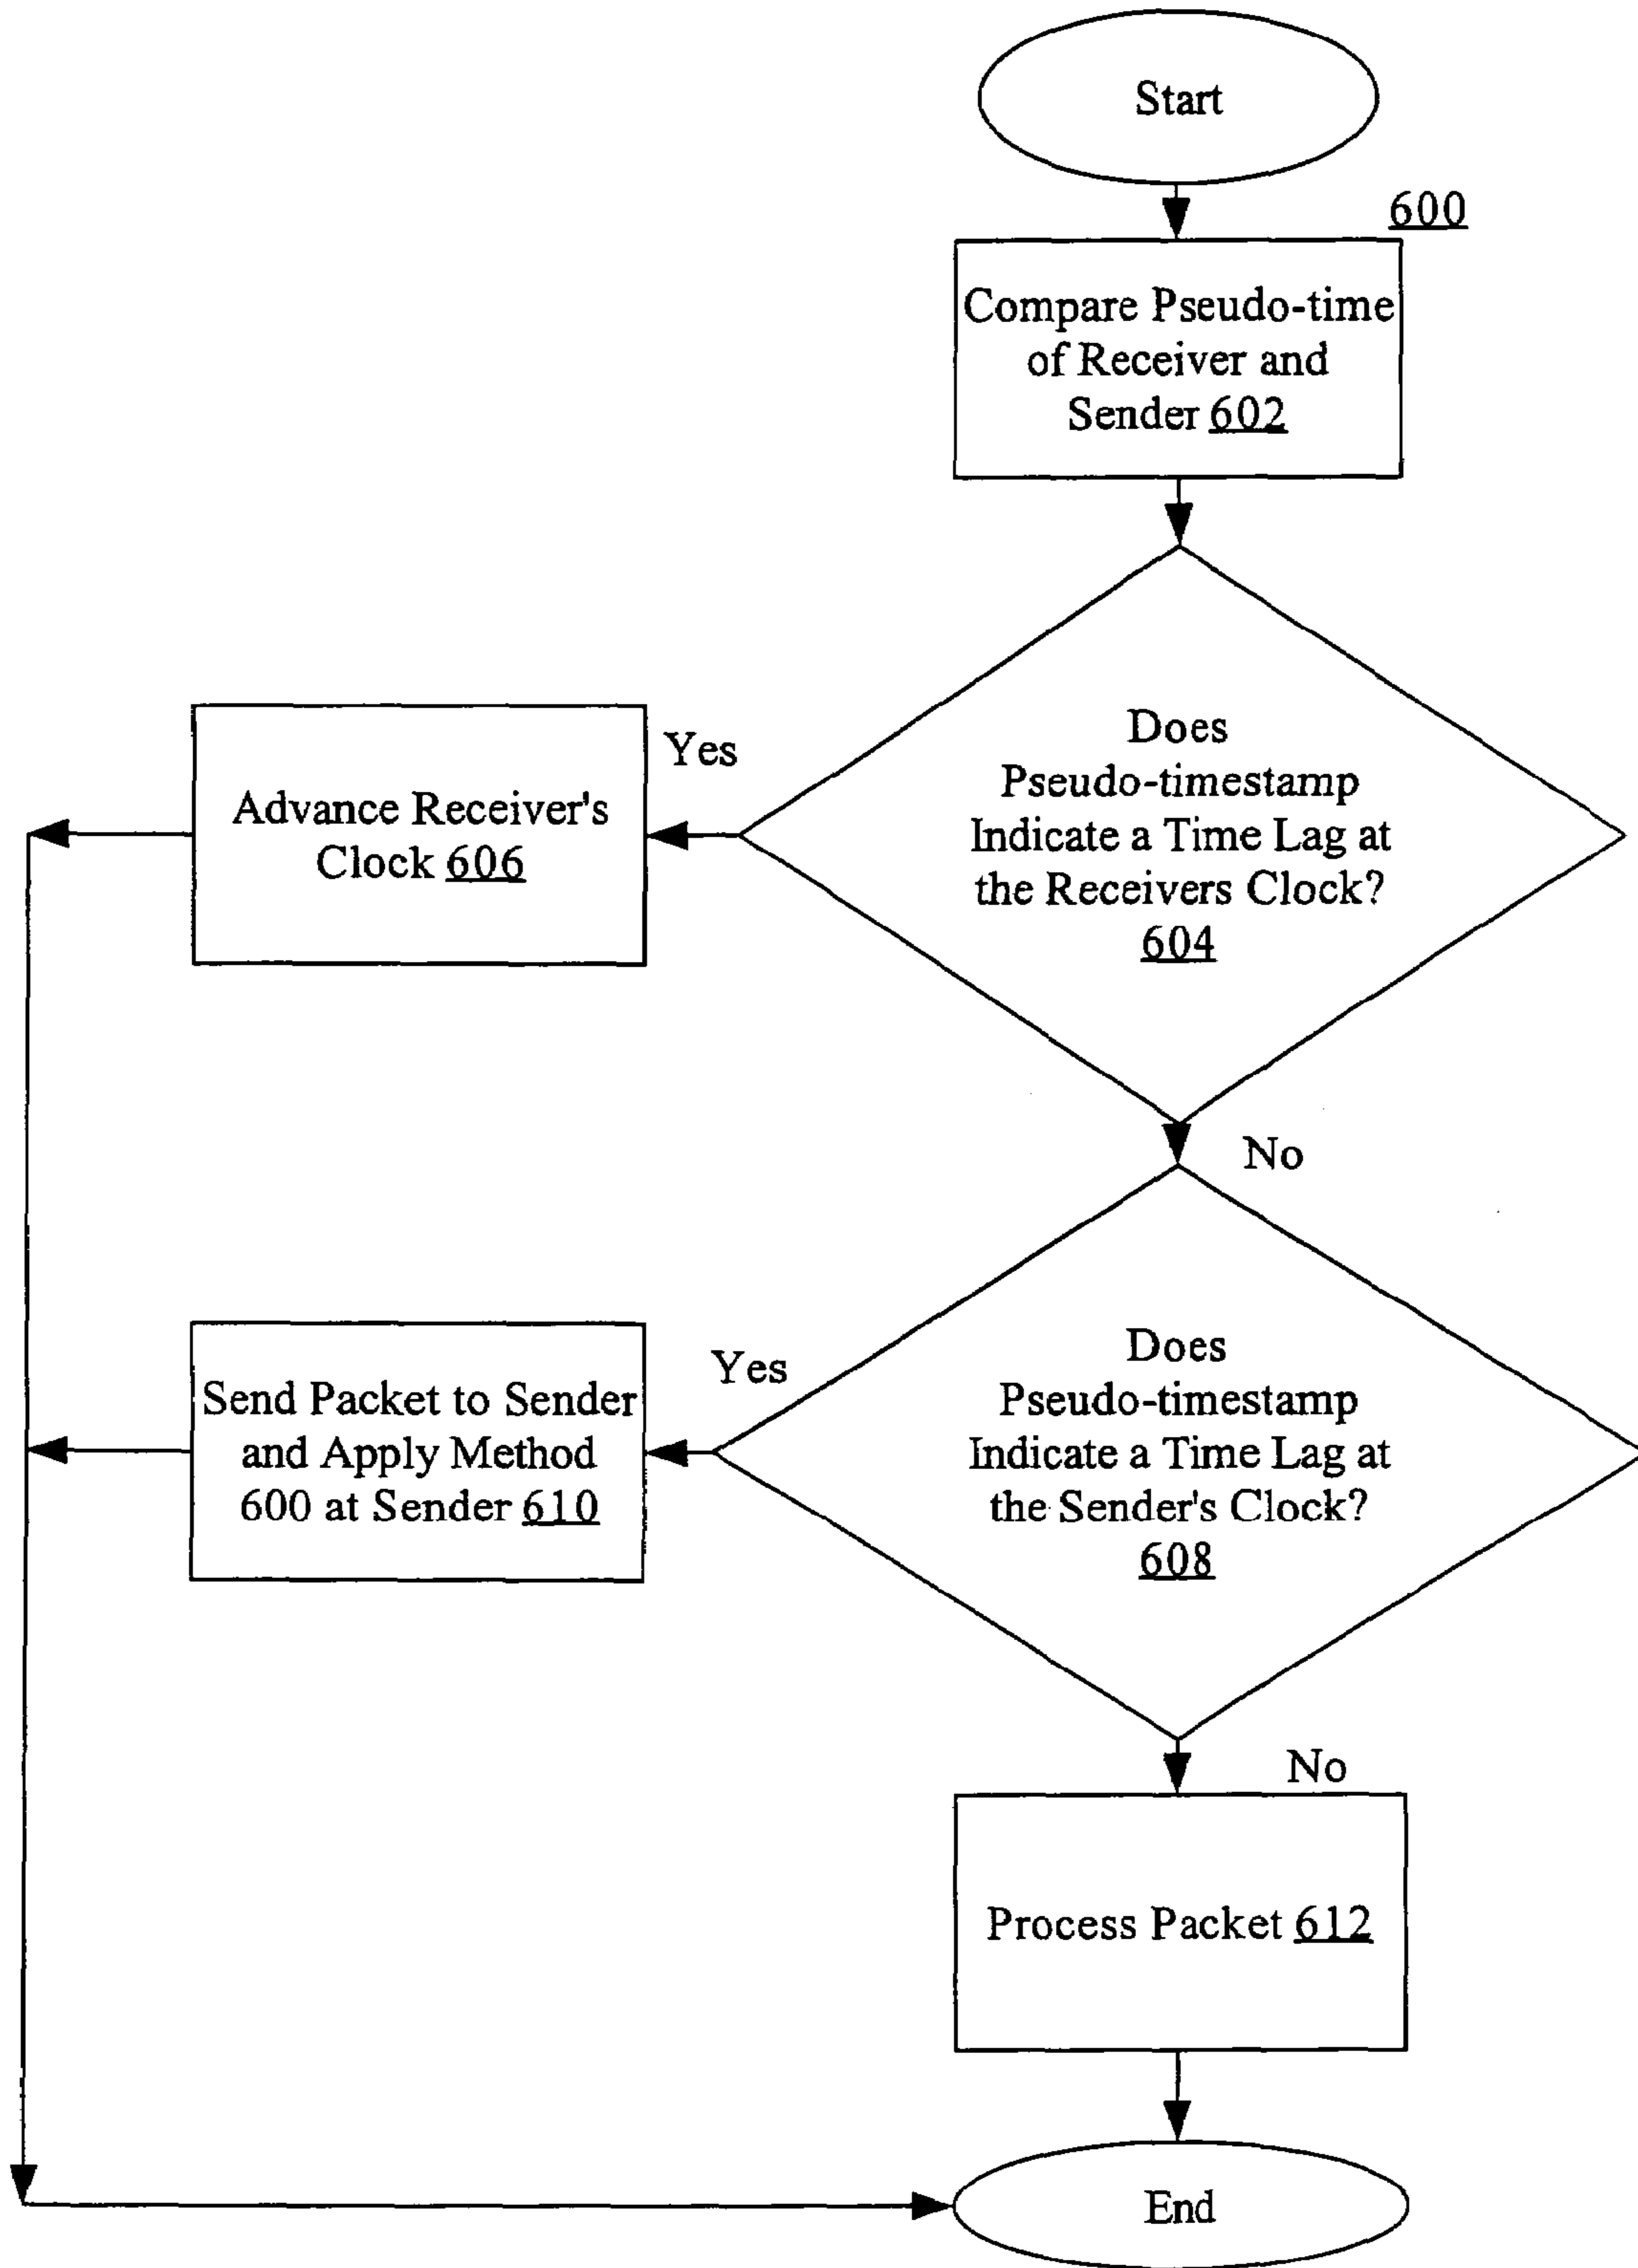 Start
600
Compare Pseudo-time
of Receiver and
Sender 602
Does
Pseudo-timestamp
Indicate a Time Lag at
the Receivers Clock?
604
Yes
Advance Receiver's
Clock 606
No
Does
Pseudo-timestamp
Indicate a Time Lag at
the Sender's Clock?
608
Yes
Send Packet to Sender
and Apply Method
600 at Sender 610
No
Process Packet 612
End